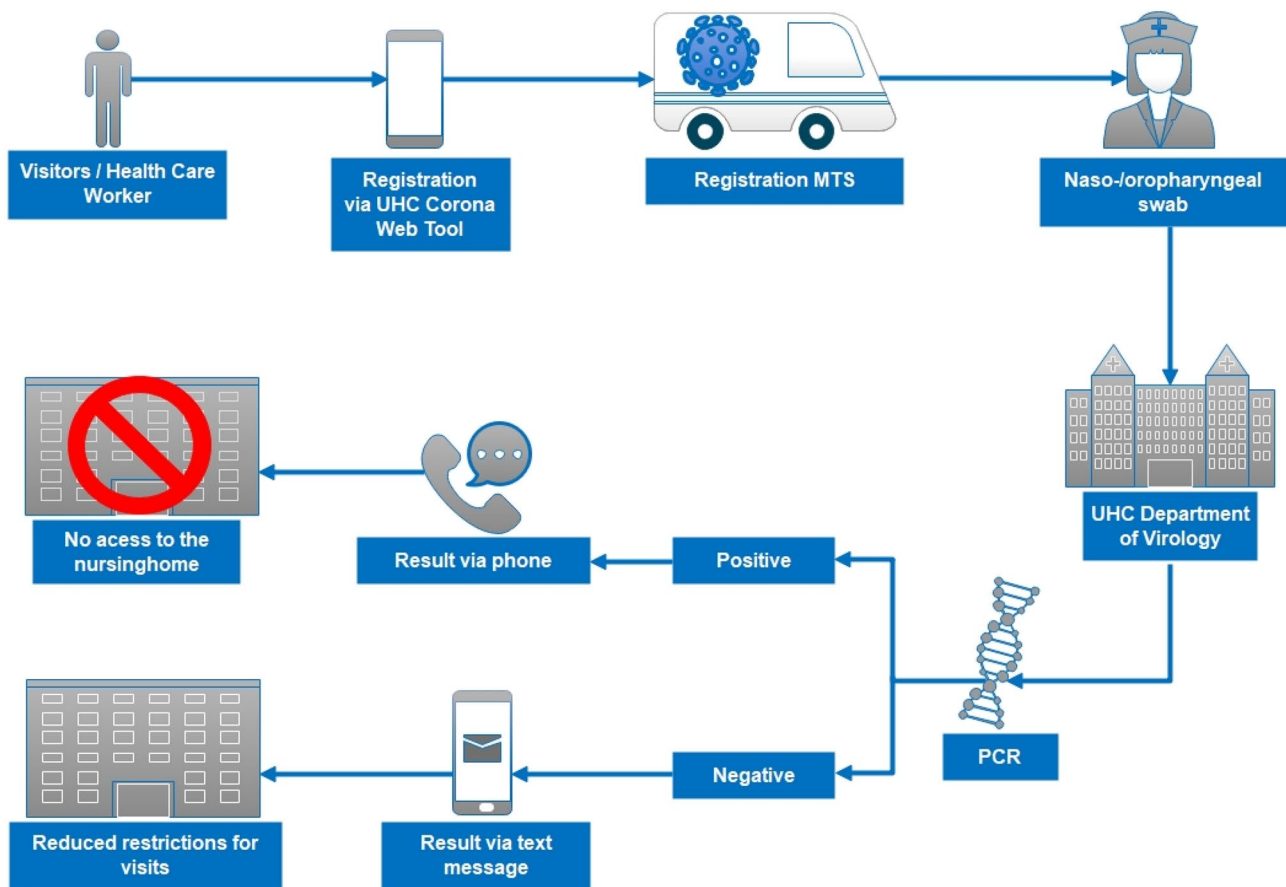 Visitors / Health Care
Worker
Registration
via UHC Corona
Web Tool
Registration MTS
Naso-/oropharyngeal
swab
UHC Department
of Virology
No acess to the
nursinghome
Result via phone
Positive
PCR
Negative
Result via text
message
Reduced restrictions for
visits